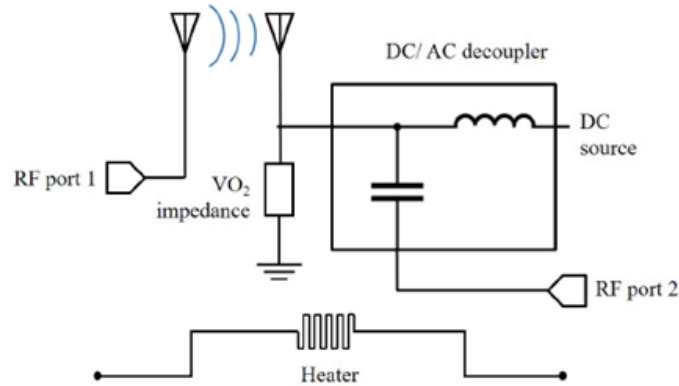 DC/ AC decoupler
DC
source
RF port 1
VO₂
impedance
RF port 2
Heater